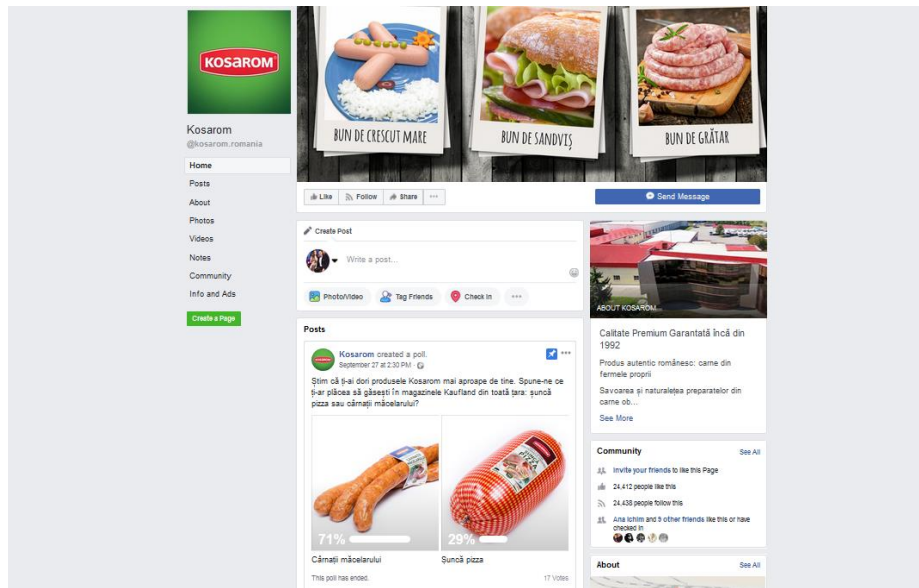 KOSAROM
Kosarom
@kosarom.romania
Home
Posts
About
Photos
Videos
Notes
Community
Info and Ads
Create a Page
BUN DE CRESCUT MARE
BUN DE SANDVIȘ
BUN DE GRĂTAR
Like Follow Share ...
Send Message
Create Post
Write a post...
Photo/Video Tag Friends Check in ...
Posts
Kosarom created a poll.
September 27 at 2:30 PM
Știm că ți-ai dori produsele Kosarom mai aproape de tine. Spune-ne ce
ți-ar plăcea să găsești în magazinele Kaufland din toată țara: șuncă
pizza sau cârnații măcelarului?
71%
29%
Cârnații măcelarului
Șuncă pizza
This poll has ended.
17 Votes
ABOUT KOSAROM
Calitate Premium Garantată încă din
1992
Produs autentic românesc: carne din
fermele proprii
Savoarea și naturalețea preparatelor din
carne ob....
See More
Community
See All
Invite your friends to like this Page
24,412 people like this
24,438 people follow this
Ana Ichim and 9 other friends like this or have
checked in
About
See All